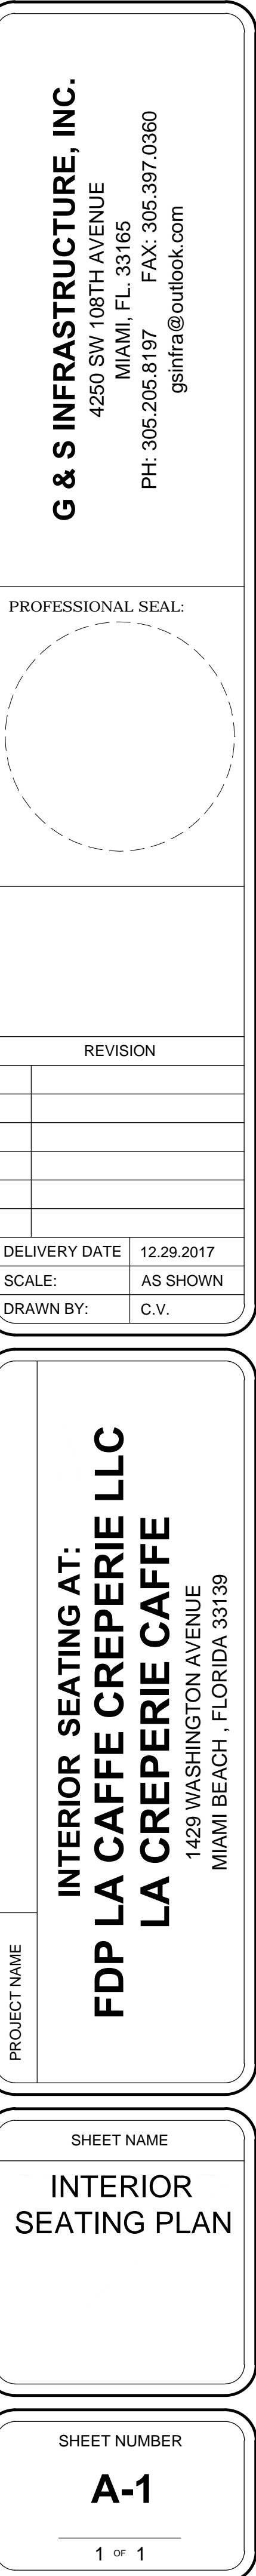 G & S INFRASTRUCTURE, INC.
4250 SW 108TH AVENUE
MIAMI, FL. 33165
PH: 305.205.8197 FAX: 305.397.0360
gsinfra@outlook.com
PROFESSIONAL SEAL:
REVISION
DELIVERY DATE 12.29.2017
SCALE: AS SHOWN
DRAWN BY: C.V.
PROJECT NAME
INTERIOR SEATING AT:
FDP LA CAFFE CREPERIE LLC
LA CREPERIE CAFFE
1429 WASHINGTON AVENUE
MIAMI BEACH , FLORIDA 33139
SHEET NAME
INTERIOR
SEATING PLAN
SHEET NUMBER
A-1
1 OF 1